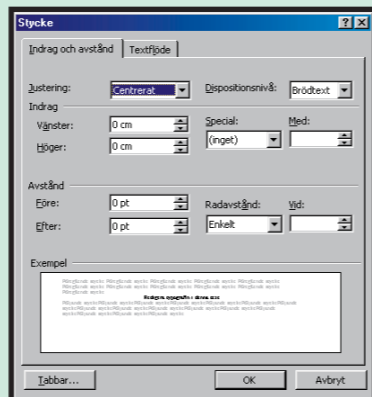 Stycke
Indrag och avstånd Textflöde
Justering: Centrerat Dispositionsnivå: Brödtext
Indrag
Vänster: 0 cm Special: Med:
Höger: 0 cm (inget)
Avstånd
Före: 0 pt Radavstånd: Vid:
Efter: 0 pt Enkelt
Exempel
Tabbar... OK Avbryt